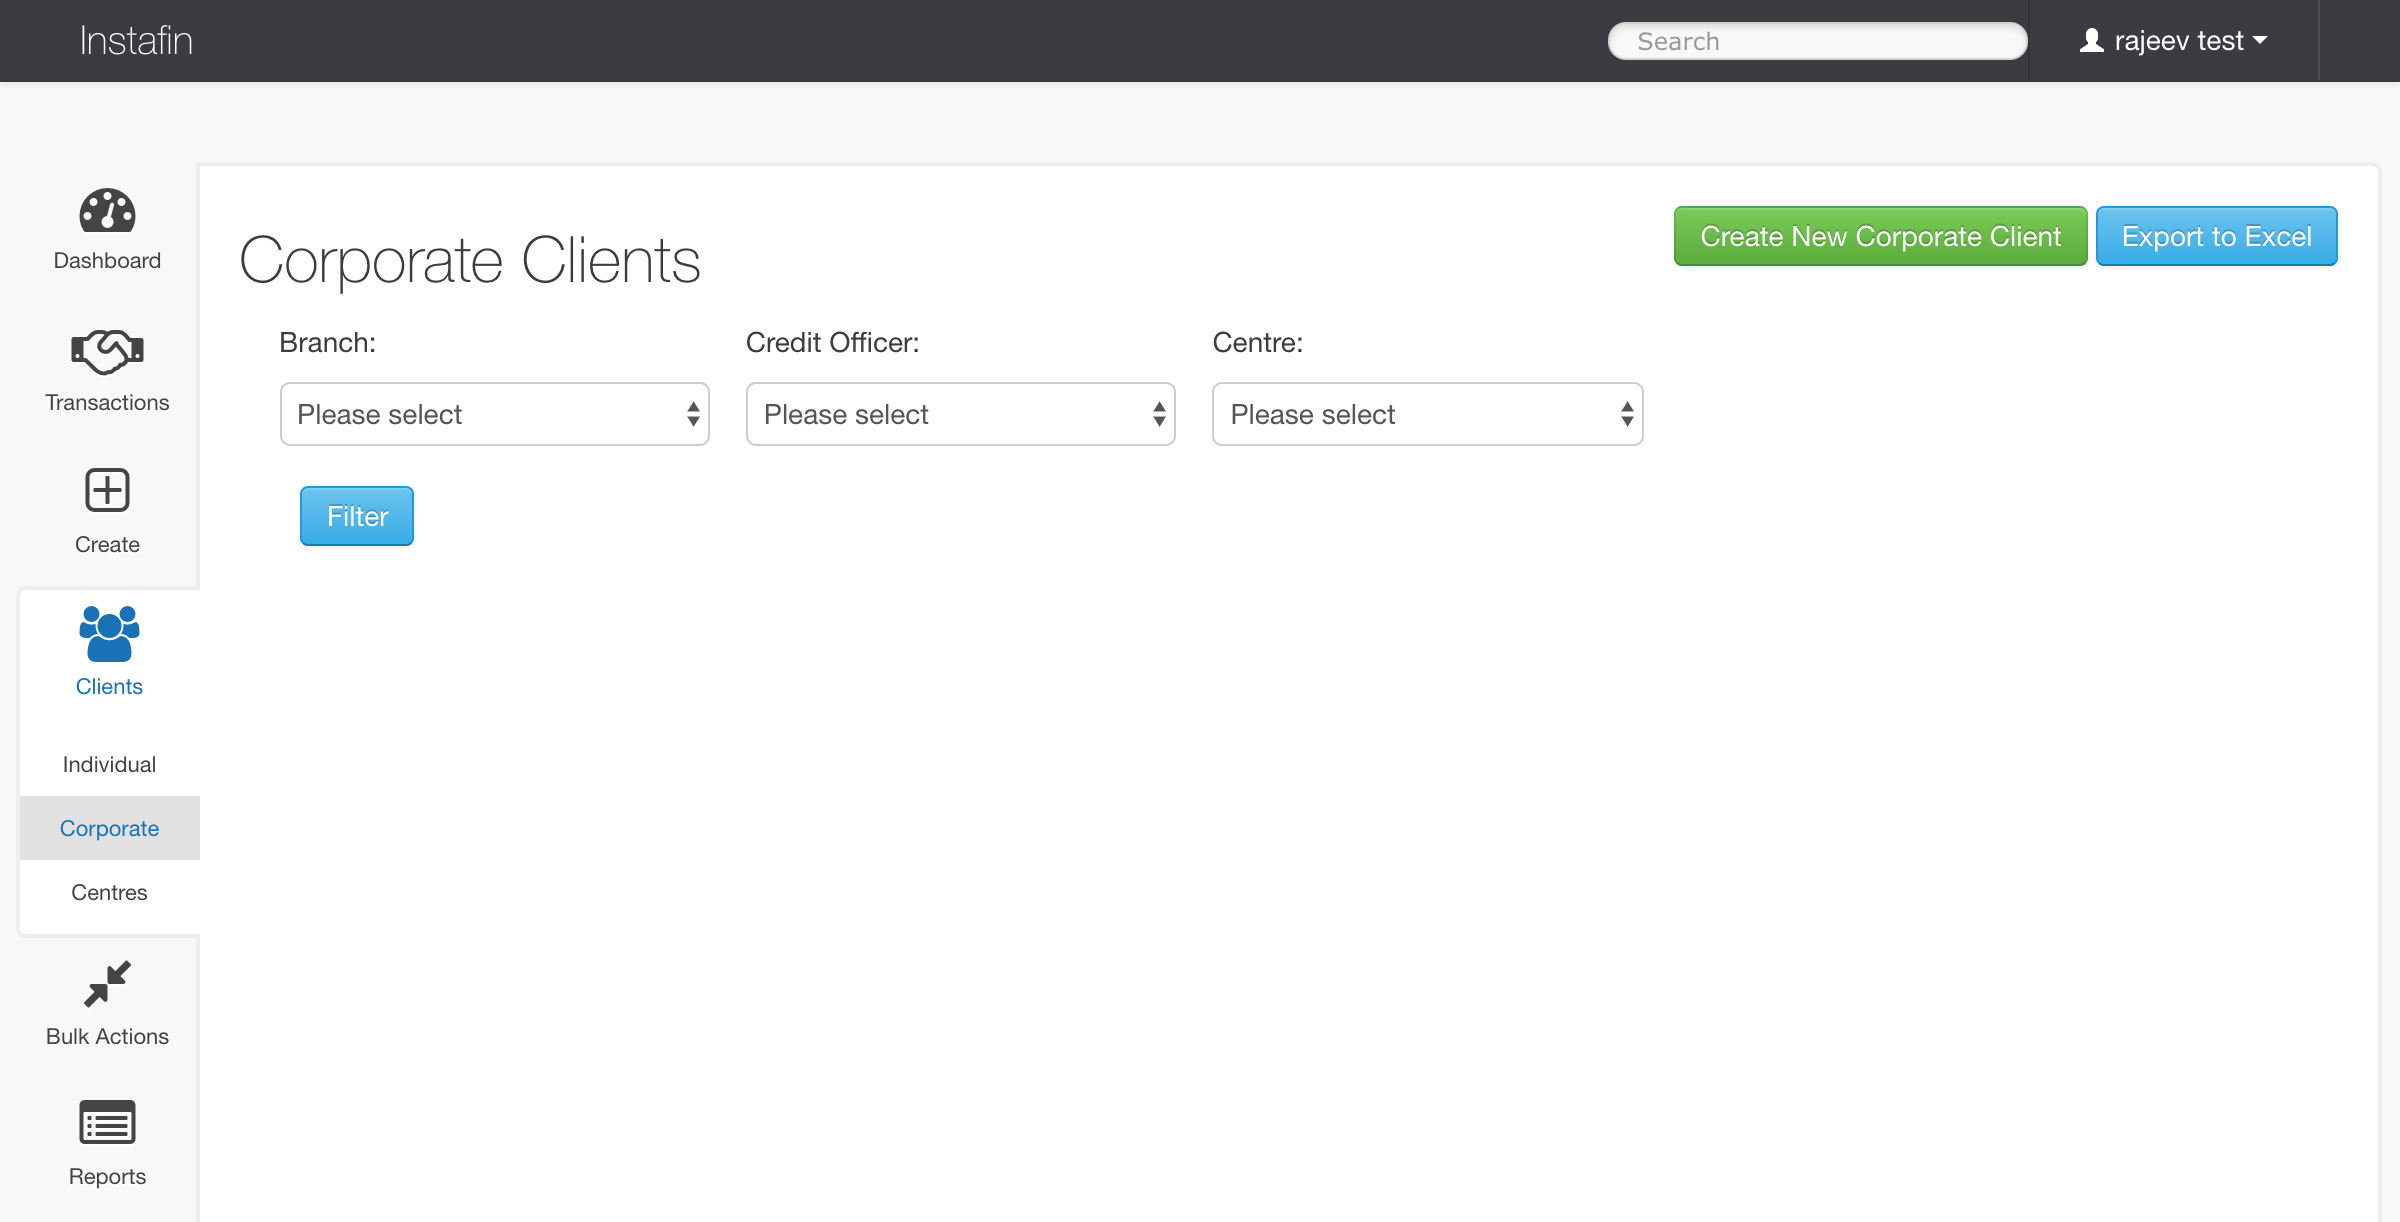 Instafin
Search
rajeev test
Dashboard
Transactions
Create
Clients
Individual
Corporate
Centres
Bulk Actions
Reports
Corporate Clients
Create New Corporate Client
Export to Excel
Branch:
Credit Officer:
Centre:
Please select
Please select
Please select
Filter